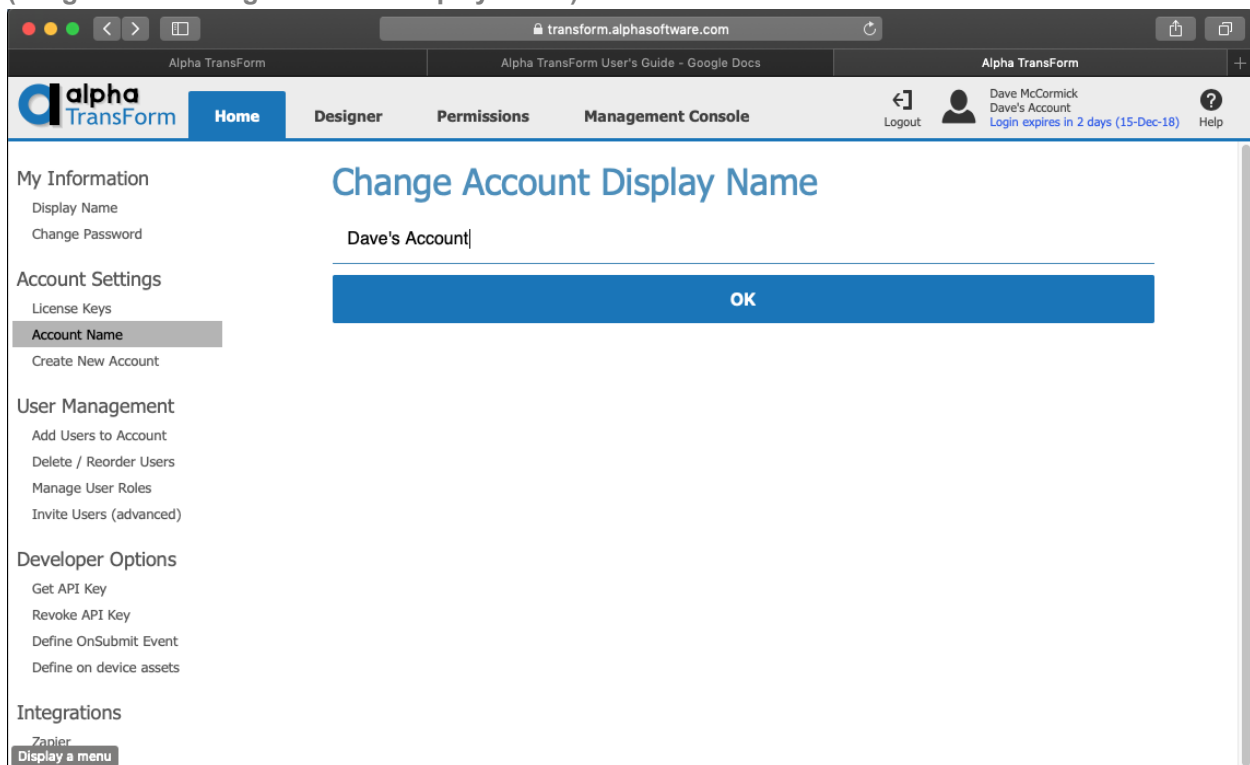 transform.alphasoftware.com
Alpha TransForm
Alpha TransForm User's Guide - Google Docs
Alpha TransForm
alpha
TransForm
Home
Designer
Permissions
Management Console
Logout
Dave McCormick
Dave's Account
Login expires in 2 days (15-Dec-18)
Help
My Information
Display Name
Change Password
Account Settings
License Keys
Account Name
Create New Account
User Management
Add Users to Account
Delete / Reorder Users
Manage User Roles
Invite Users (advanced)
Developer Options
Get API Key
Revoke API Key
Define OnSubmit Event
Define on device assets
Integrations
Zapier
Display a menu
Change Account Display Name
Dave's Account
OK